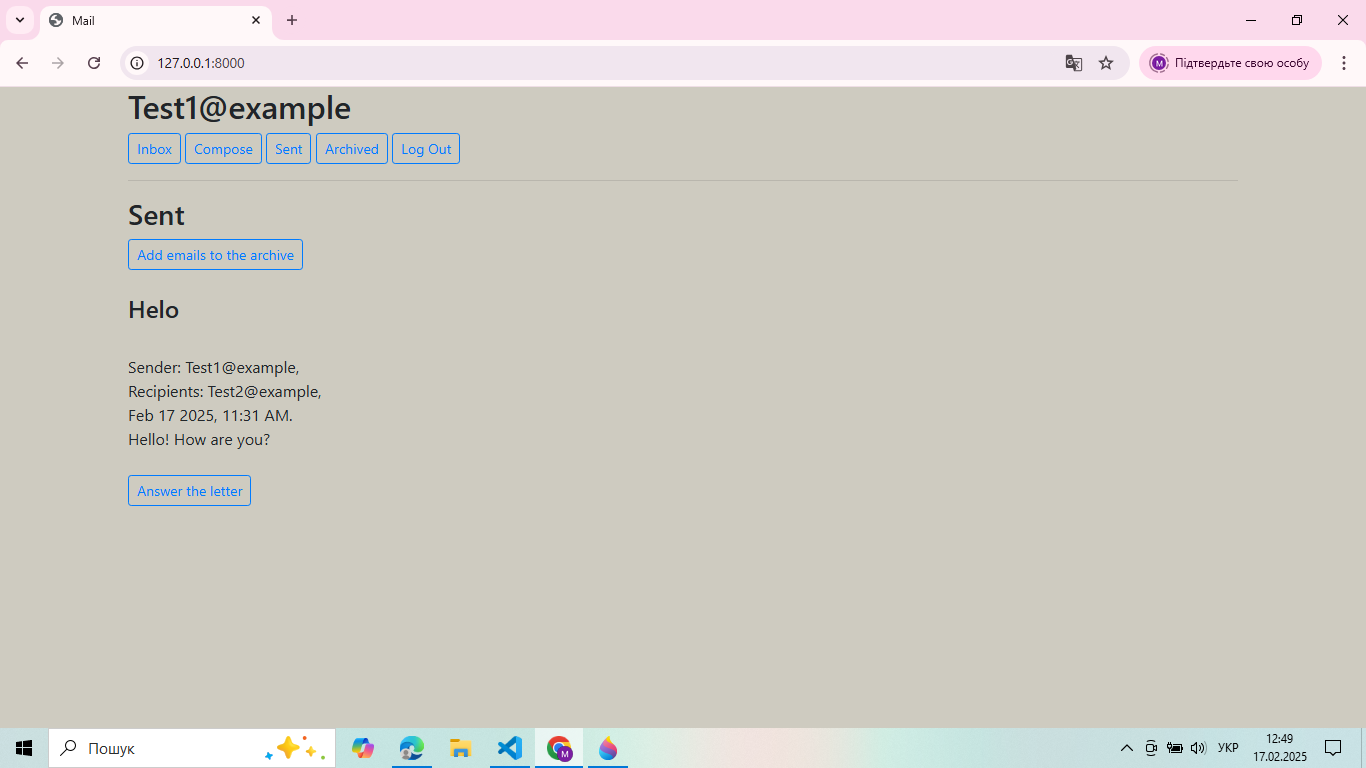 Mail
127.0.0.1:8000
Підтвердьте свою особу
Test1@example
Inbox Compose Sent Archived Log Out
Sent
Add emails to the archive
Helo
Sender: Test1@example,
Recipients: Test2@example,
Feb 17 2025, 11:31 AM.
Hello! How are you?
Answer the letter
Пошук
УКР
12:49
17.02.2025